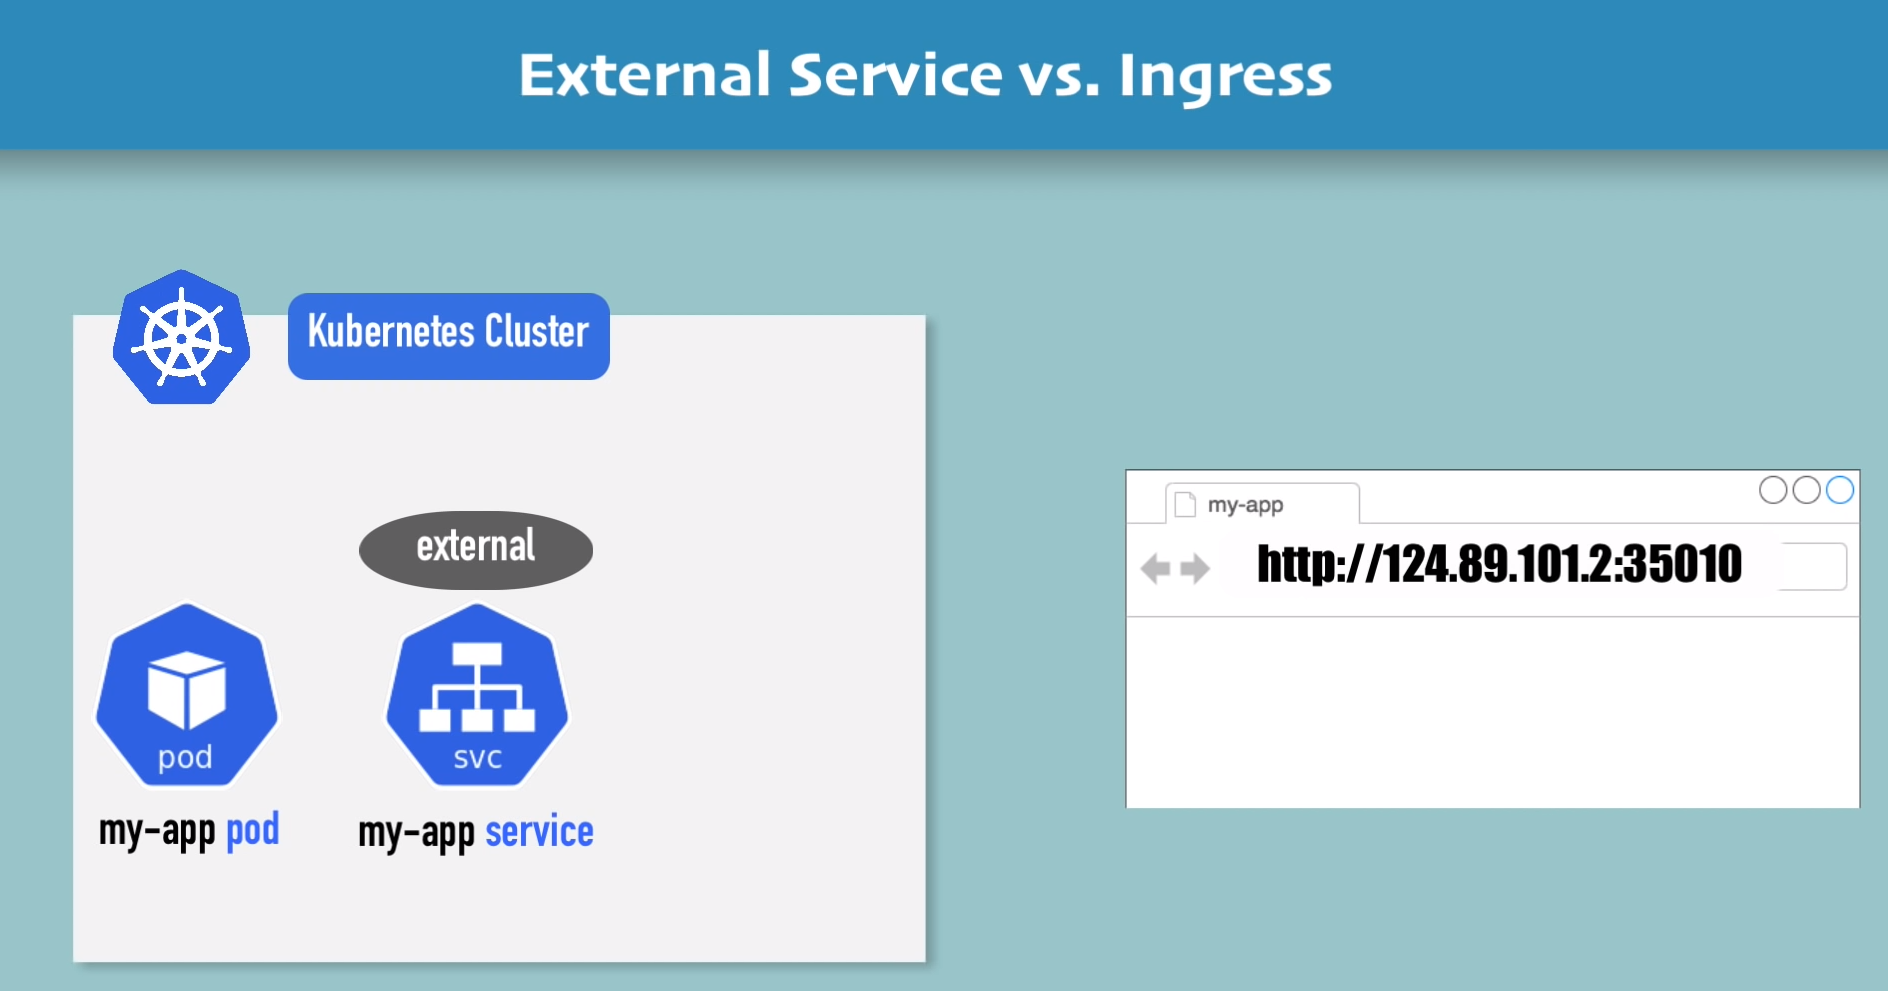 External Service vs. Ingress
Kubernetes Cluster
external
pod
svc
my-app pod
my-app service
my-app
http://124.89.101.2:35010